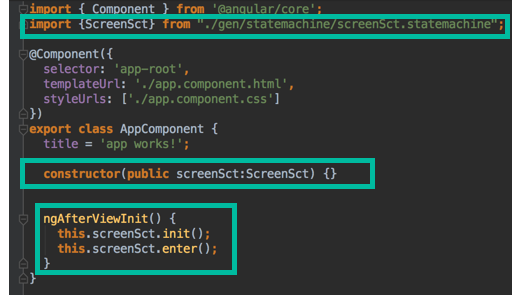 import { Component } from '@angular/core';
import {ScreenSct} from "./gen/statemachine/screenSct.statemachine";
@Component({
selector: 'app-root',
templateUrl: './app.component.html',
styleUrls: ['./app.component.css']
})
export class AppComponent {
title = 'app works!';
constructor(public screenSct:ScreenSct) {}
ngAfterViewInit() {
this.screenSct.init();
this.screenSct.enter();
}
}